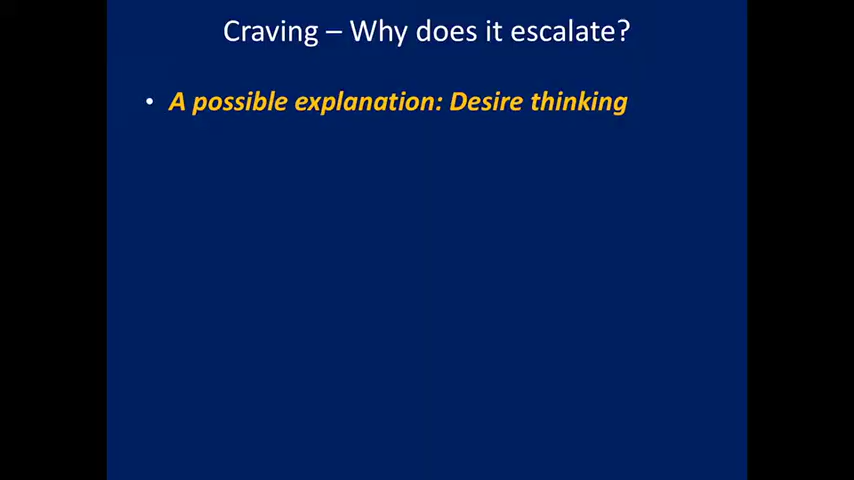 Craving – Why does it escalate?
• A possible explanation: Desire thinking